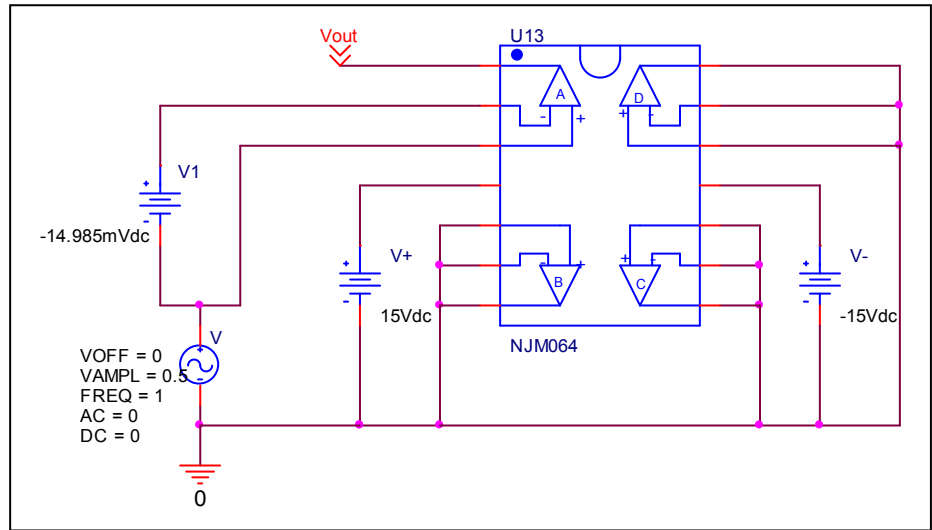 Vout
U13
A
D
- +
+ -
V1
+
-
-14.985mVdc
V+
+
-
15Vdc
V-
+
-
-15Vdc
- +
+ -
B
C
NJM064
V
+
-
VOFF = 0
VAMPL = 0.5
FREQ = 1
AC = 0
DC = 0
0